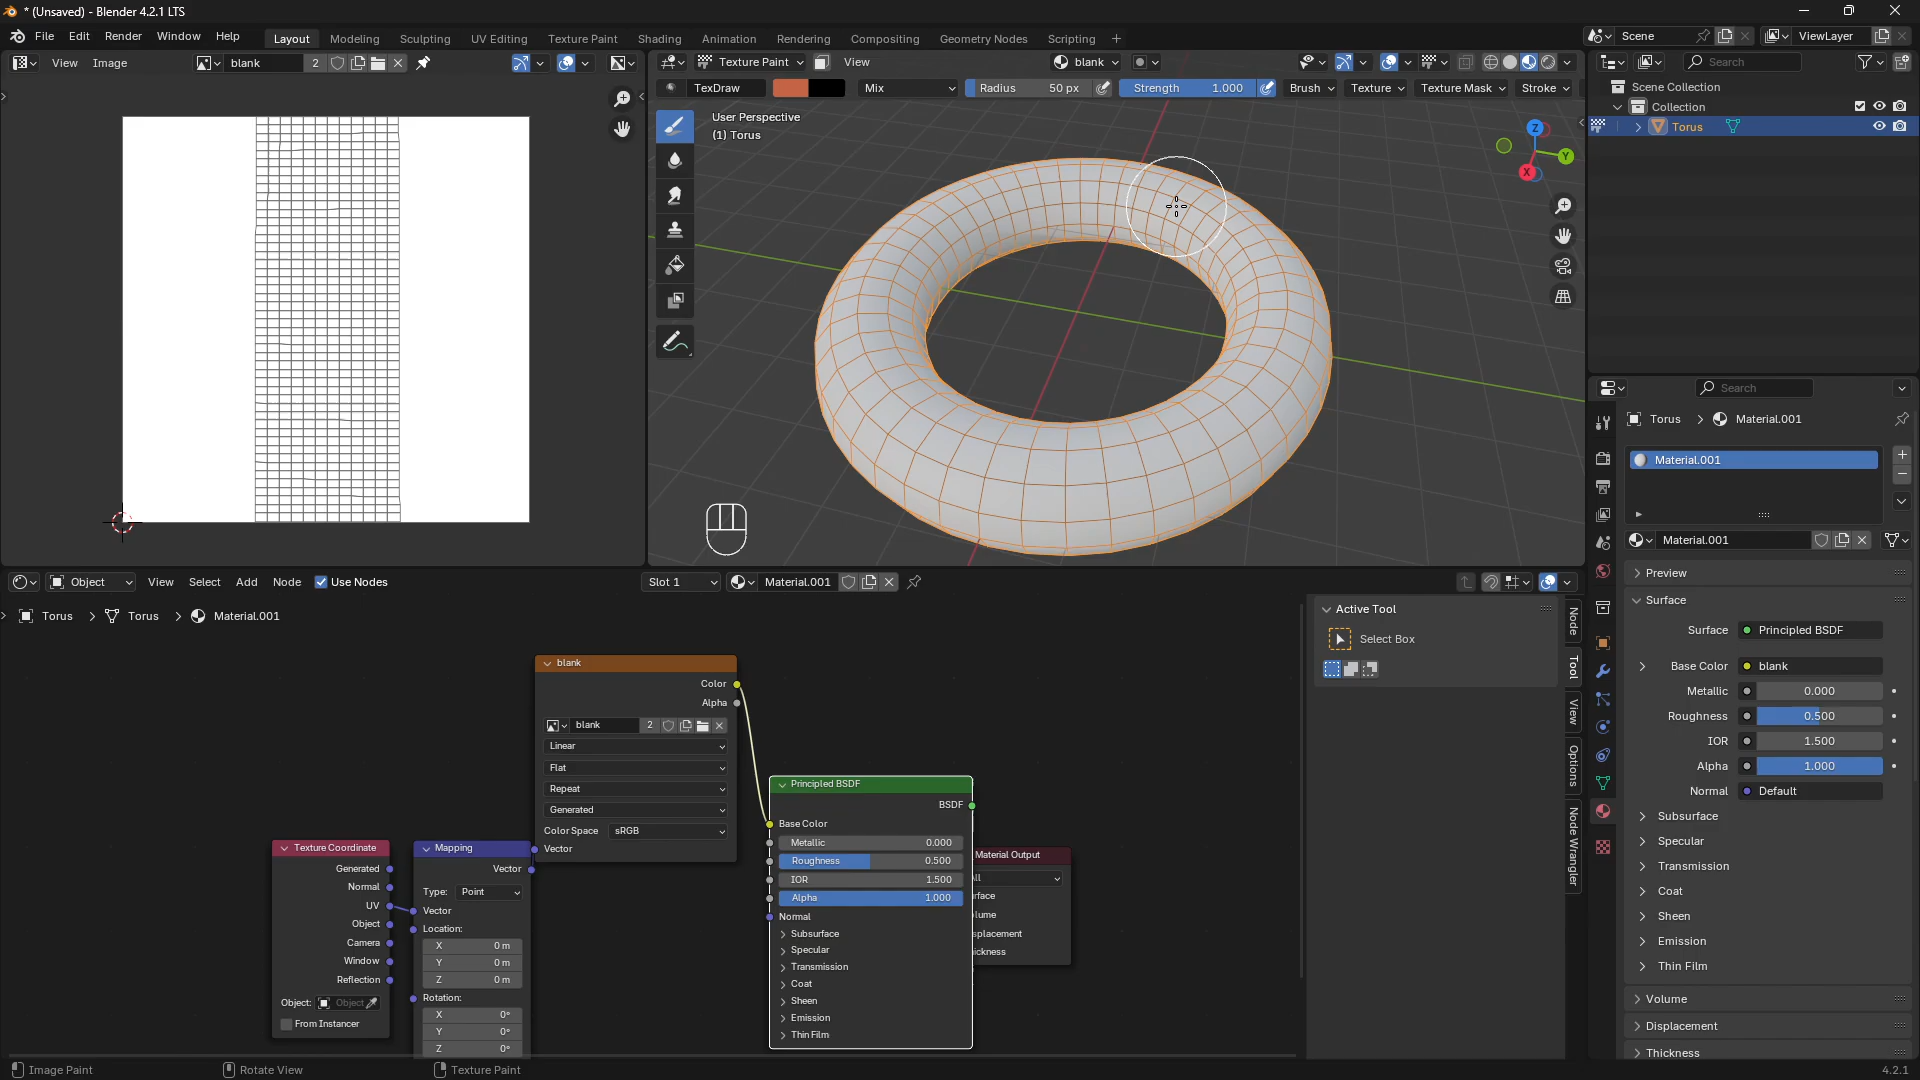 * (Unsaved) - Blender 4.2.1 LTS
File Edit Render Window Help Layout Modeling Sculpting UV Editing Texture Paint Shading Animation Rendering Compositing Geometry Nodes Scripting + Scene ViewLayer
View Image blank 2
Texture Paint View blank
Search
TexDraw Mix Radius 50 px Strength 1.000 Brush Texture Texture Mask Stroke
Scene Collection
Collection
Torus
User Perspective
(1) Torus
Z
Y
X
Search
Torus > Material.001
Material.001
Material.001
Preview
Surface
Surface Principled BSDF
Base Color blank
Metallic 0.000
Roughness 0.500
IOR 1.500
Alpha 1.000
Normal Default
Subsurface
Specular
Transmission
Coat
Sheen
Emission
Thin Film
Volume
Displacement
Thickness
Object View Select Add Node Use Nodes Slot 1 Material.001
Torus > Torus > Material.001
Active Tool
Select Box
Node
Tool
View
Options
Node Wrangler
blank
Color
Alpha
blank 2
Linear
Flat
Repeat
Generated
Color Space sRGB
Vector
Principled BSDF
BSDF
Base Color
Metallic 0.000
Roughness 0.500
IOR 1.500
Alpha 1.000
Normal
Subsurface
Specular
Transmission
Coat
Sheen
Emission
Thin Film
Material Output
Texture Coordinate
Generated
Normal
UV
Object
Camera
Window
Reflection
Object: Object
From Instancer
Mapping
Vector
Type: Point
Vector
Location:
X 0 m
Y 0 m
Z 0 m
Rotation:
X 0°
Y 0°
Z 0°
Image Paint Rotate View Texture Paint 4.2.1